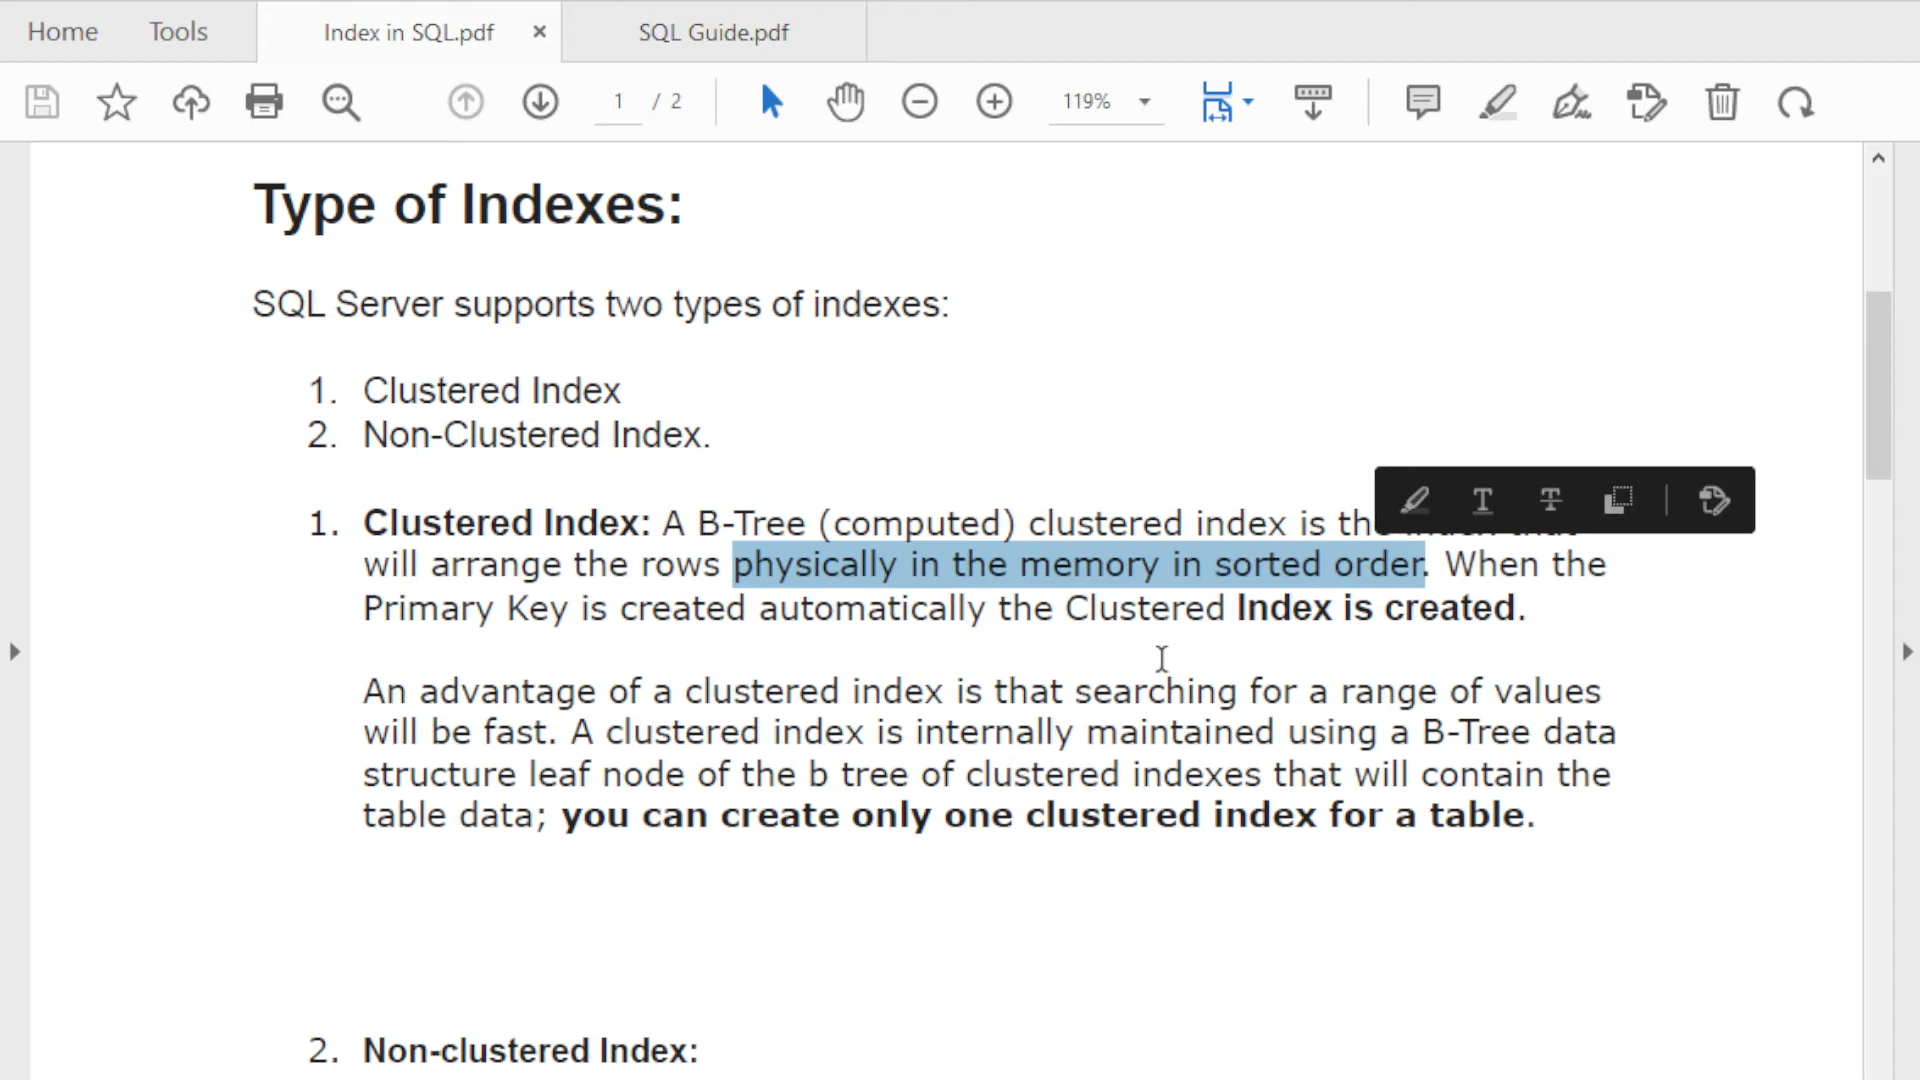 Home Tools Index in SQL.pdf × SQL Guide.pdf
1 / 2 119%
Type of Indexes:
SQL Server supports two types of indexes:
1. Clustered Index
2. Non-Clustered Index.
1. Clustered Index: A B-Tree (computed) clustered index is the
will arrange the rows physically in the memory in sorted order. When the
Primary Key is created automatically the Clustered Index is created.
An advantage of a clustered index is that searching for a range of values
will be fast. A clustered index is internally maintained using a B-Tree data
structure leaf node of the b tree of clustered indexes that will contain the
table data; you can create only one clustered index for a table.
2. Non-clustered Index: